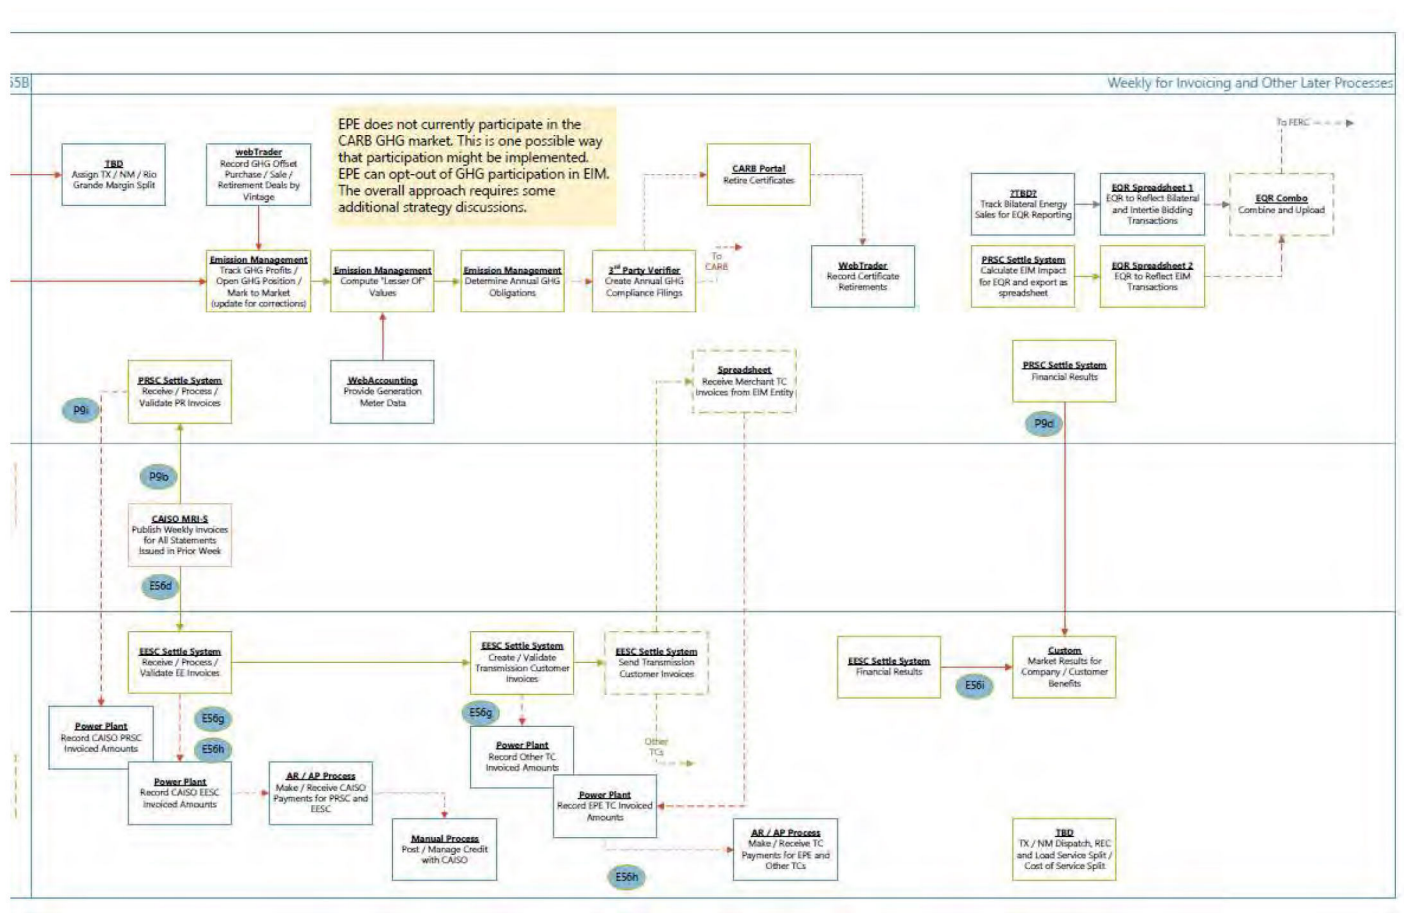 55B
Weekly for Invoicing and Other Later Processes
EPE does not currently participate in the
CARB GHG market. This is one possible way
that participation might be implemented.
EPE can opt-out of GHG participation in EIM.
The overall approach requires some
additional strategy discussions.
TBD
Assign TX / NM / Rio
Grande Margin Split
webTrader
Record GHG Offset
Purchase / Sale /
Retirement Deals by
Vintage
CARB Portal
Retire Certificates
To FERC
?TBD?
Track Bilateral Energy
Sales for EQR Reporting
EQR Spreadsheet 1
EQR to Reflect Bilateral
and Intertie Bidding
Transactions
EQR Combo
Combine and Upload
Emission Management
Track GHG Profits /
Open GHG Position /
Mark to Market
(update for corrections)
Emission Management
Compute "Lesser Of"
Values
Emission Management
Determine Annual GHG
Obligations
3rd Party Verifier
Create Annual GHG
Compliance Filings
To
CARB
WebTrader
Record Certificate
Retirements
PRSC Settle System
Calculate EIM Impact
for EQR and export as
spreadsheet
EQR Spreadsheet 2
EQR to Reflect EIM
Transactions
PRSC Settle System
Receive / Process /
Validate PR Invoices
WebAccounting
Provide Generation
Meter Data
Spreadsheet
Receive Merchant TC
Invoices from EIM Entity
PRSC Settle System
Financial Results
P9i
P9d
P9b
CAISO MRI-S
Publish Weekly Invoices
for All Statements
Issued in Prior Week
E56d
EESC Settle System
Receive / Process /
Validate EE Invoices
EESC Settle System
Create / Validate
Transmission Customer
Invoices
EESC Settle System
Send Transmission
Customer Invoices
EESC Settle System
Financial Results
E56i
Custom
Market Results for
Company / Customer
Benefits
E56g
E56h
E56g
Power Plant
Record CAISO PRSC
Invoiced Amounts
Power Plant
Record Other TC
Invoiced Amounts
Other
TCs
Power Plant
Record CAISO EESC
Invoiced Amounts
AR / AP Process
Make / Receive CAISO
Payments for PRSC and
EESC
Power Plant
Record EPE TC Invoiced
Amounts
Manual Process
Post / Manage Credit
with CAISO
E56h
AR / AP Process
Make / Receive TC
Payments for EPE and
Other TCs
TBD
TX / NM Dispatch, REC
and Load Service Split /
Cost of Service Split